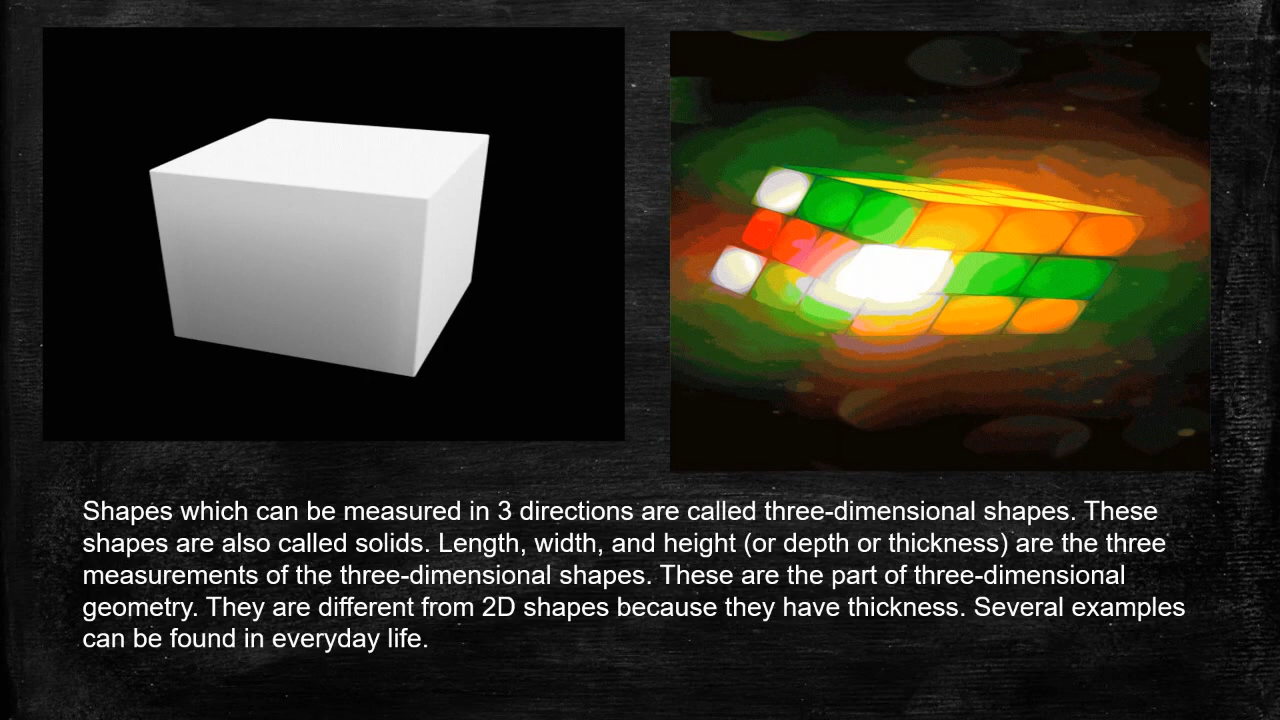 Shapes which can be measured in 3 directions are called three-dimensional shapes. These
shapes are also called solids. Length, width, and height (or depth or thickness) are the three
measurements of the three-dimensional shapes. These are the part of three-dimensional
geometry. They are different from 2D shapes because they have thickness. Several examples
can be found in everyday life.